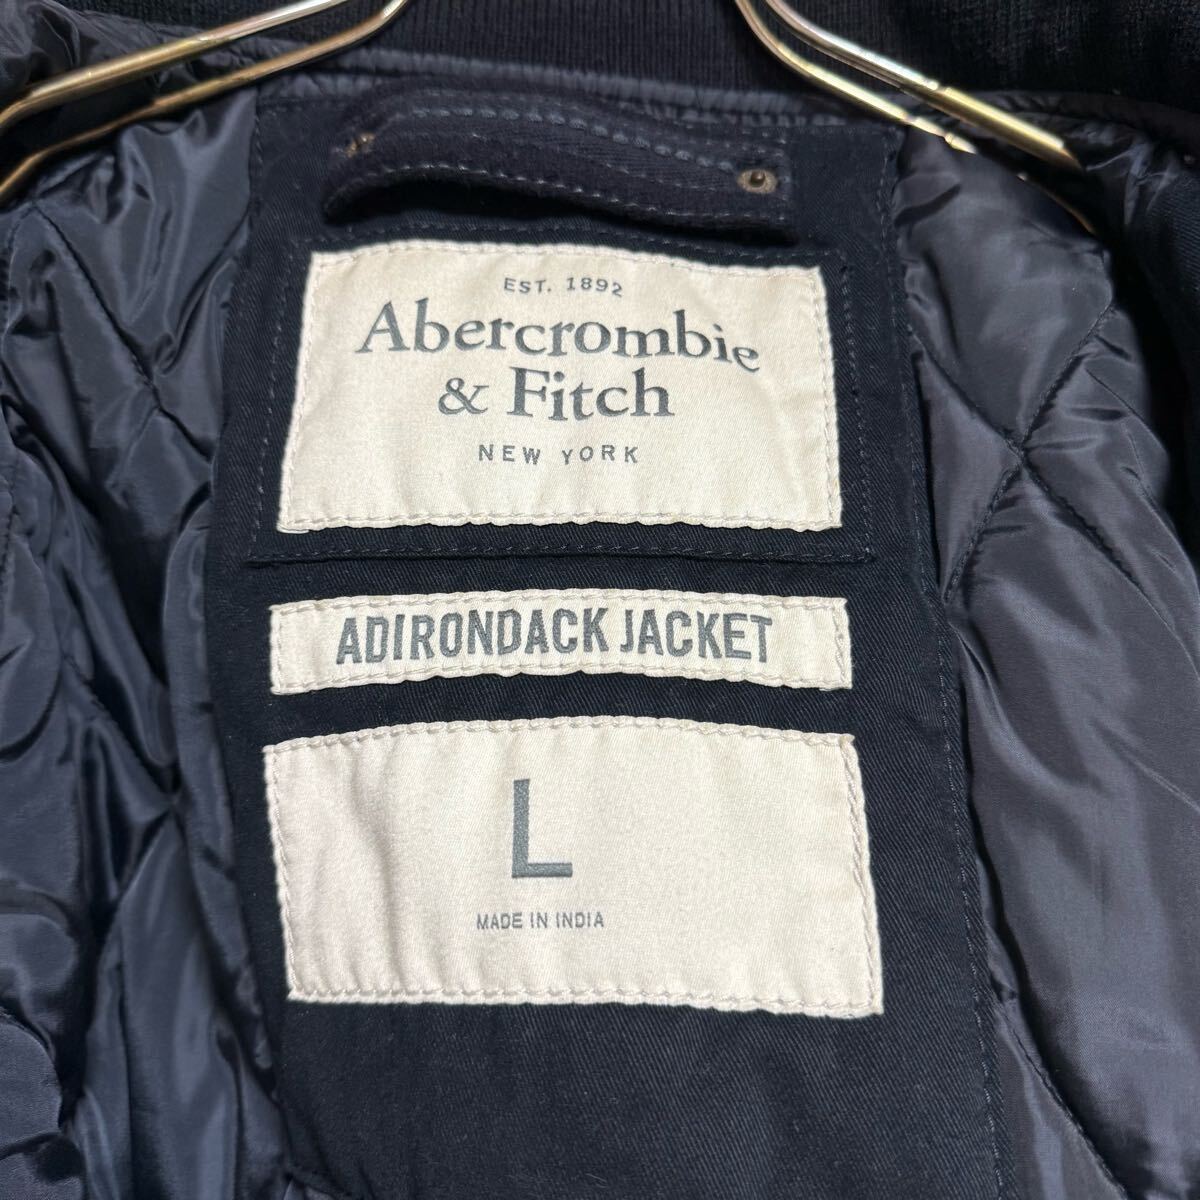 EST. 1892
Abercrombie
& Fitch
NEW YORK
ADIRONDACK JACKET
L
MADE IN INDIA